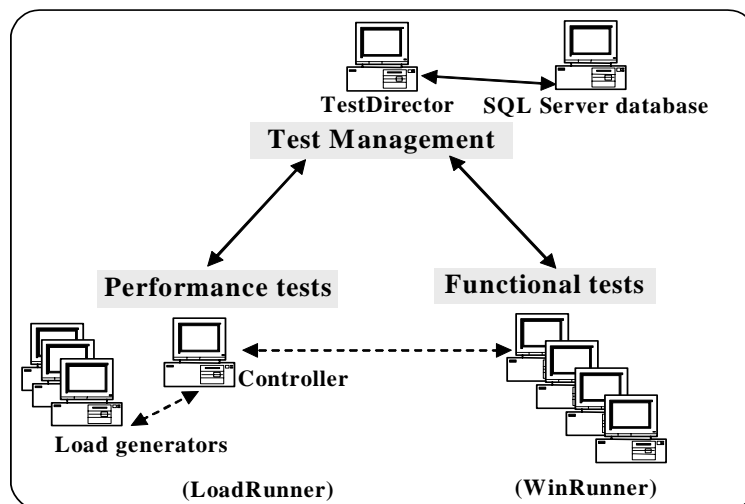 TestDirector
SQL Server database
Test Management
Performance tests
Functional tests
Controller
Load generators
(LoadRunner)
(WinRunner)